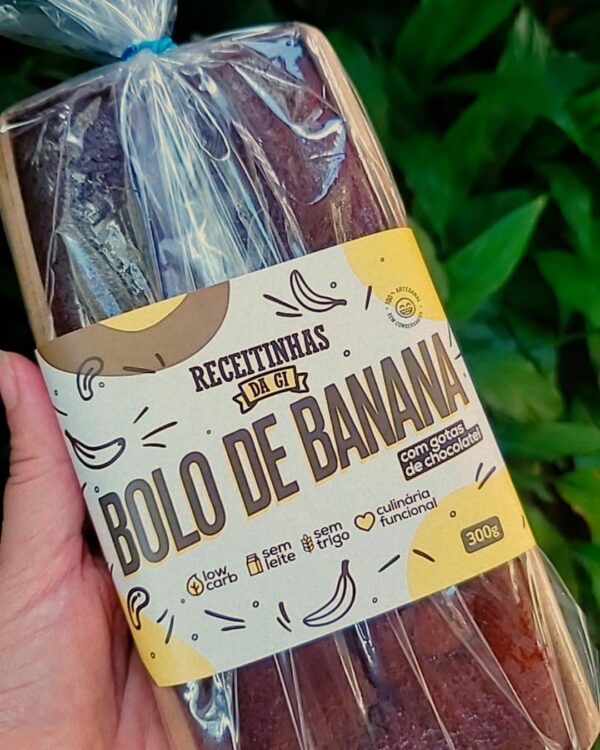 100% ARTESANAL
SEM CONSERVANTES
RECEITINHAS
DA GI
BOLO DE BANANA
com gotas
de chocolate!
low
carb
sem
leite
sem
trigo
culinária
funcional
300g